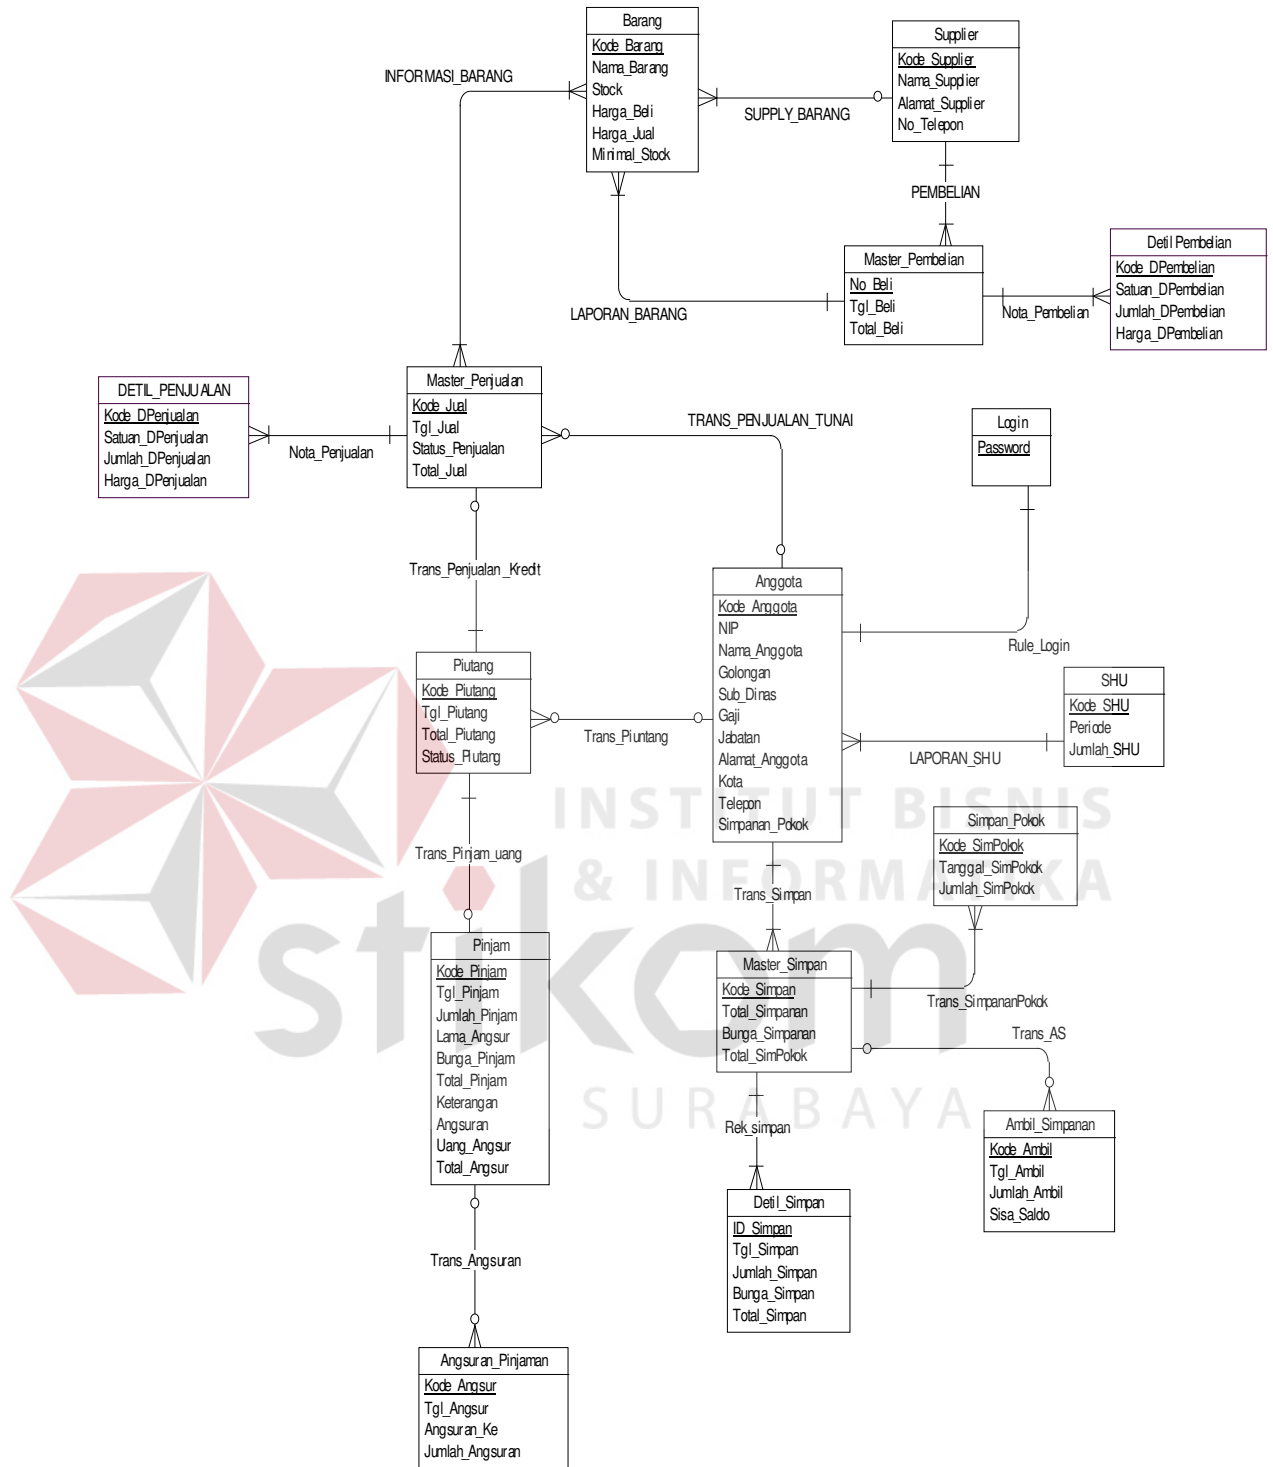 Barang
Kode_Barang
Nama_Barang
Stock
Harga_Beli
Harga_Jual
Minimal_Stock
Supplier
Kode_Supplier
Nama_Supplier
Alamat_Supplier
No_Telepon
INFORMASI_BARANG
SUPPLY_BARANG
PEMBELIAN
LAPORAN_BARANG
Master_Pembelian
No_Beli
Tgl_Beli
Total_Beli
Nota_Pembelian
Detil Pembelian
Kode_DPembelian
Satuan_DPembelian
Jumlah_DPembelian
Harga_DPembelian
DETIL_PENJUALAN
Kode_DPenjualan
Satuan_DPenjualan
Jumlah_DPenjualan
Harga_DPenjualan
Nota_Penjualan
Master_Penjualan
Kode_Jual
Tgl_Jual
Status_Penjualan
Total_Jual
TRANS_PENJUALAN_TUNAI
Login
Password
Trans_Penjualan_Kredit
Anggota
Kode_Anggota
NIP
Nama_Anggota
Golongan
Sub_Dinas
Gaji
Jabatan
Alamat_Anggota
Kota
Telepon
Simpanan_Pokok
Rule_Login
Piutang
Kode_Piutang
Tgl_Piutang
Total_Piutang
Status_Piutang
Trans_Piuntang
SHU
Kode_SHU
Periode
Jumlah_SHU
LAPORAN_SHU
INSTITUT BISNIS
& INFORMATIKA
stikom
SURABAYA
Trans_Pinjam_uang
Trans_Simpan
Simpan_Pokok
Kode_SimPokok
Tanggal_SimPokok
Jumlah_SimPokok
Pinjam
Kode_Pinjam
Tgl_Pinjam
Jumlah_Pinjam
Lama_Angsur
Bunga_Pinjam
Total_Pinjam
Keterangan
Angsuran
Uang_Angsur
Total_Angsur
Master_Simpan
Kode_Simpan
Total_Simpanan
Bunga_Simpanan
Total_SimPokok
Trans_SimpananPokok
Trans_AS
Rek_simpan
Ambil_Simpanan
Kode_Ambil
Tgl_Ambil
Jumlah_Ambil
Sisa_Saldo
Detil_Simpan
ID_Simpan
Tgl_Simpan
Jumlah_Simpan
Bunga_Simpan
Total_Simpan
Trans_Angsuran
Angsuran_Pinjaman
Kode_Angsur
Tgl_Angsur
Angsuran_Ke
Jumlah_Angsuran